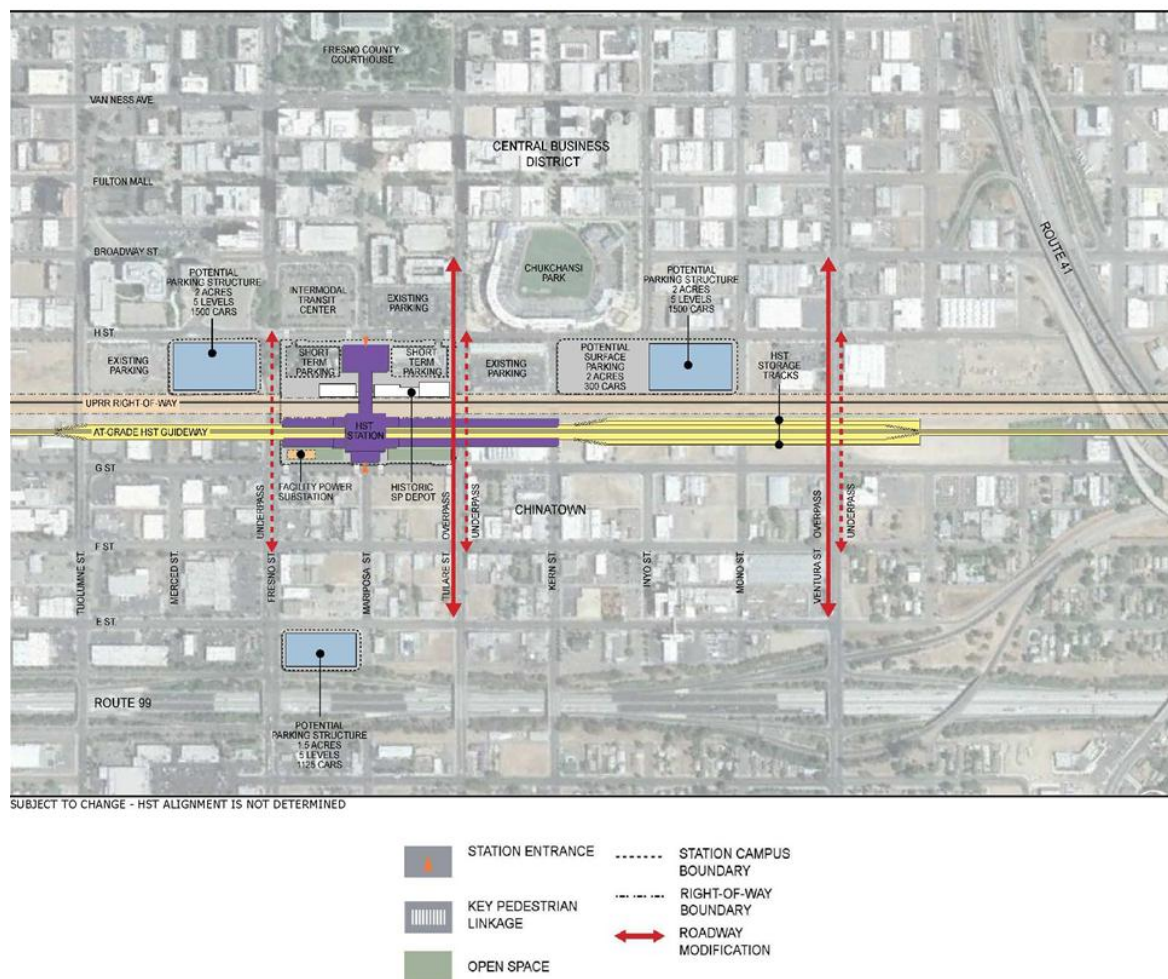 FRESNO COUNTY
COURTHOUSE
VAN NESS AVE.
CENTRAL BUSINESS
DISTRICT
FULTON MALL
BROADWAY ST.
CHUKCHANSI
PARK
ROUTE 41
POTENTIAL
PARKING STRUCTURE
2 ACRES
5 LEVELS
1500 CARS
INTERMODAL
TRANSIT
CENTER
EXISTING
PARKING
POTENTIAL
PARKING STRUCTURE
2 ACRES
5 LEVELS
1500 CARS
H ST.
EXISTING
PARKING
SHORT
TERM
PARKING
SHORT
TERM
PARKING
EXISTING
PARKING
POTENTIAL
SURFACE
PARKING
2 ACRES
300 CARS
HST
STORAGE
TRACKS
UPRR RIGHT-OF-WAY
AT-GRADE HST GUIDEWAY
HST
STATION
G ST.
FACILITY POWER
SUBSTATION
HISTORIC
SP DEPOT
CHINATOWN
UNDERPASS
OVERPASS
UNDERPASS
OVERPASS
UNDERPASS
F ST.
TUOLUMNE ST.
MERCED ST.
FRESNO ST.
MARIPOSA ST.
TULARE ST.
KERN ST.
INYO ST.
MONO ST.
VENTURA ST
E ST.
ROUTE 99
POTENTIAL
PARKING STRUCTURE
1.5 ACRES
5 LEVELS
1125 CARS
SUBJECT TO CHANGE - HST ALIGNMENT IS NOT DETERMINED
STATION ENTRANCE
KEY PEDESTRIAN
LINKAGE
OPEN SPACE
STATION CAMPUS
BOUNDARY
RIGHT-OF-WAY
BOUNDARY
ROADWAY
MODIFICATION